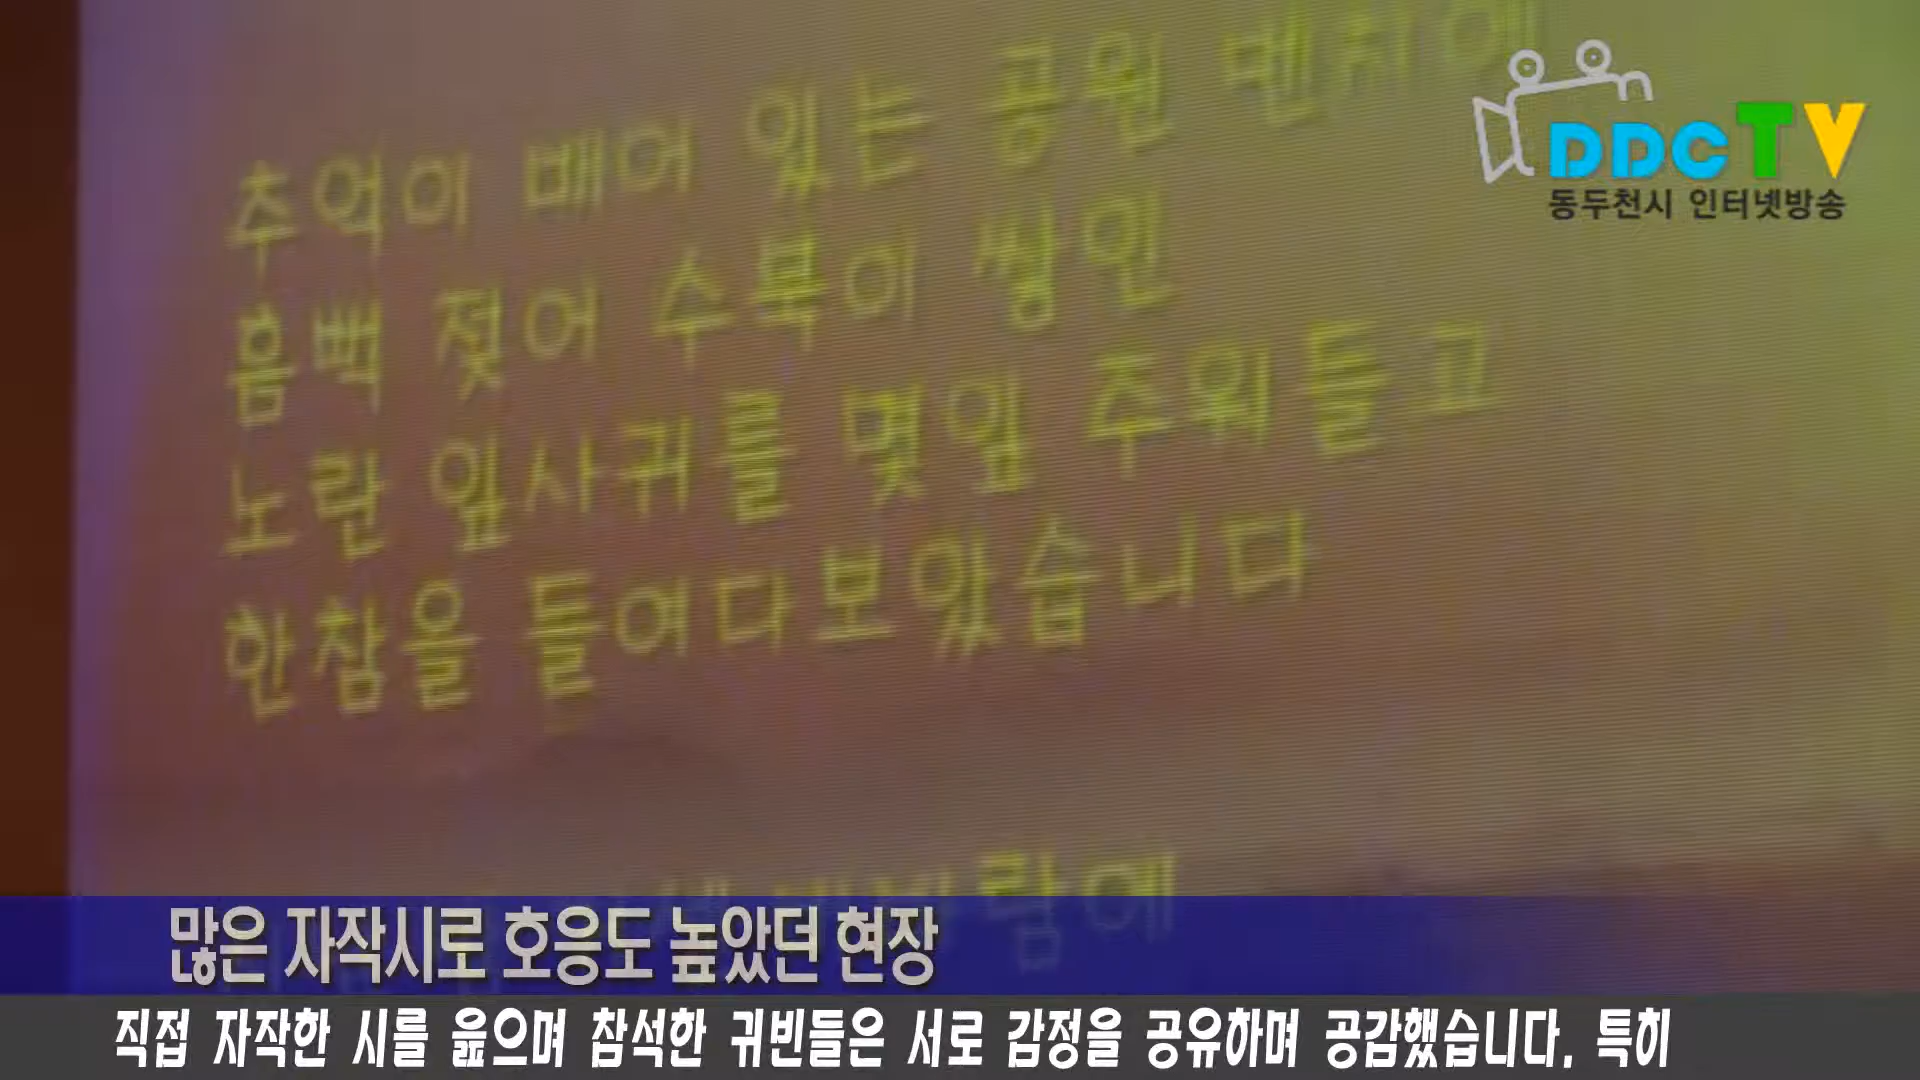 추억이 배어 있는 공원 벤치에
흠뻑 젖어 수북이 쌓인
노란 잎사귀를 몇잎 주워들고
한참을 들여다보았습니다
DDCTV
동두천시 인터넷방송
많은 자작시로 호응도 높았던 현장
직접 자작한 시를 읊으며 참석한 귀빈들은 서로 감정을 공유하며 공감했습니다. 특히